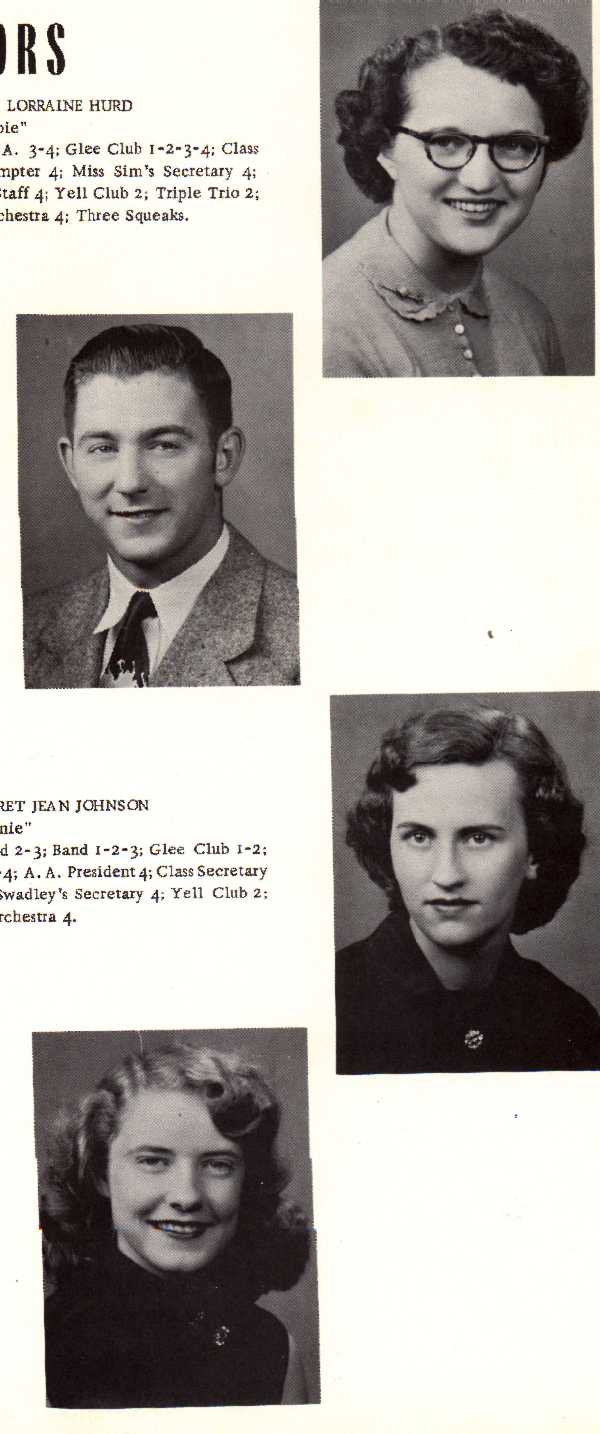 ORS
LORRAINE HURD
bie"
A. 3-4; Glee Club 1-2-3-4; Class
mpter 4; Miss Sim's Secretary 4;
Staff 4; Yell Club 2; Triple Trio 2;
chestra 4; Three Squeaks.
RET JEAN JOHNSON
nie"
d 2-3; Band 1-2-3; Glee Club 1-2;
-4; A. A. President 4; Class Secretary
Swadley's Secretary 4; Yell Club 2;
rchestra 4.